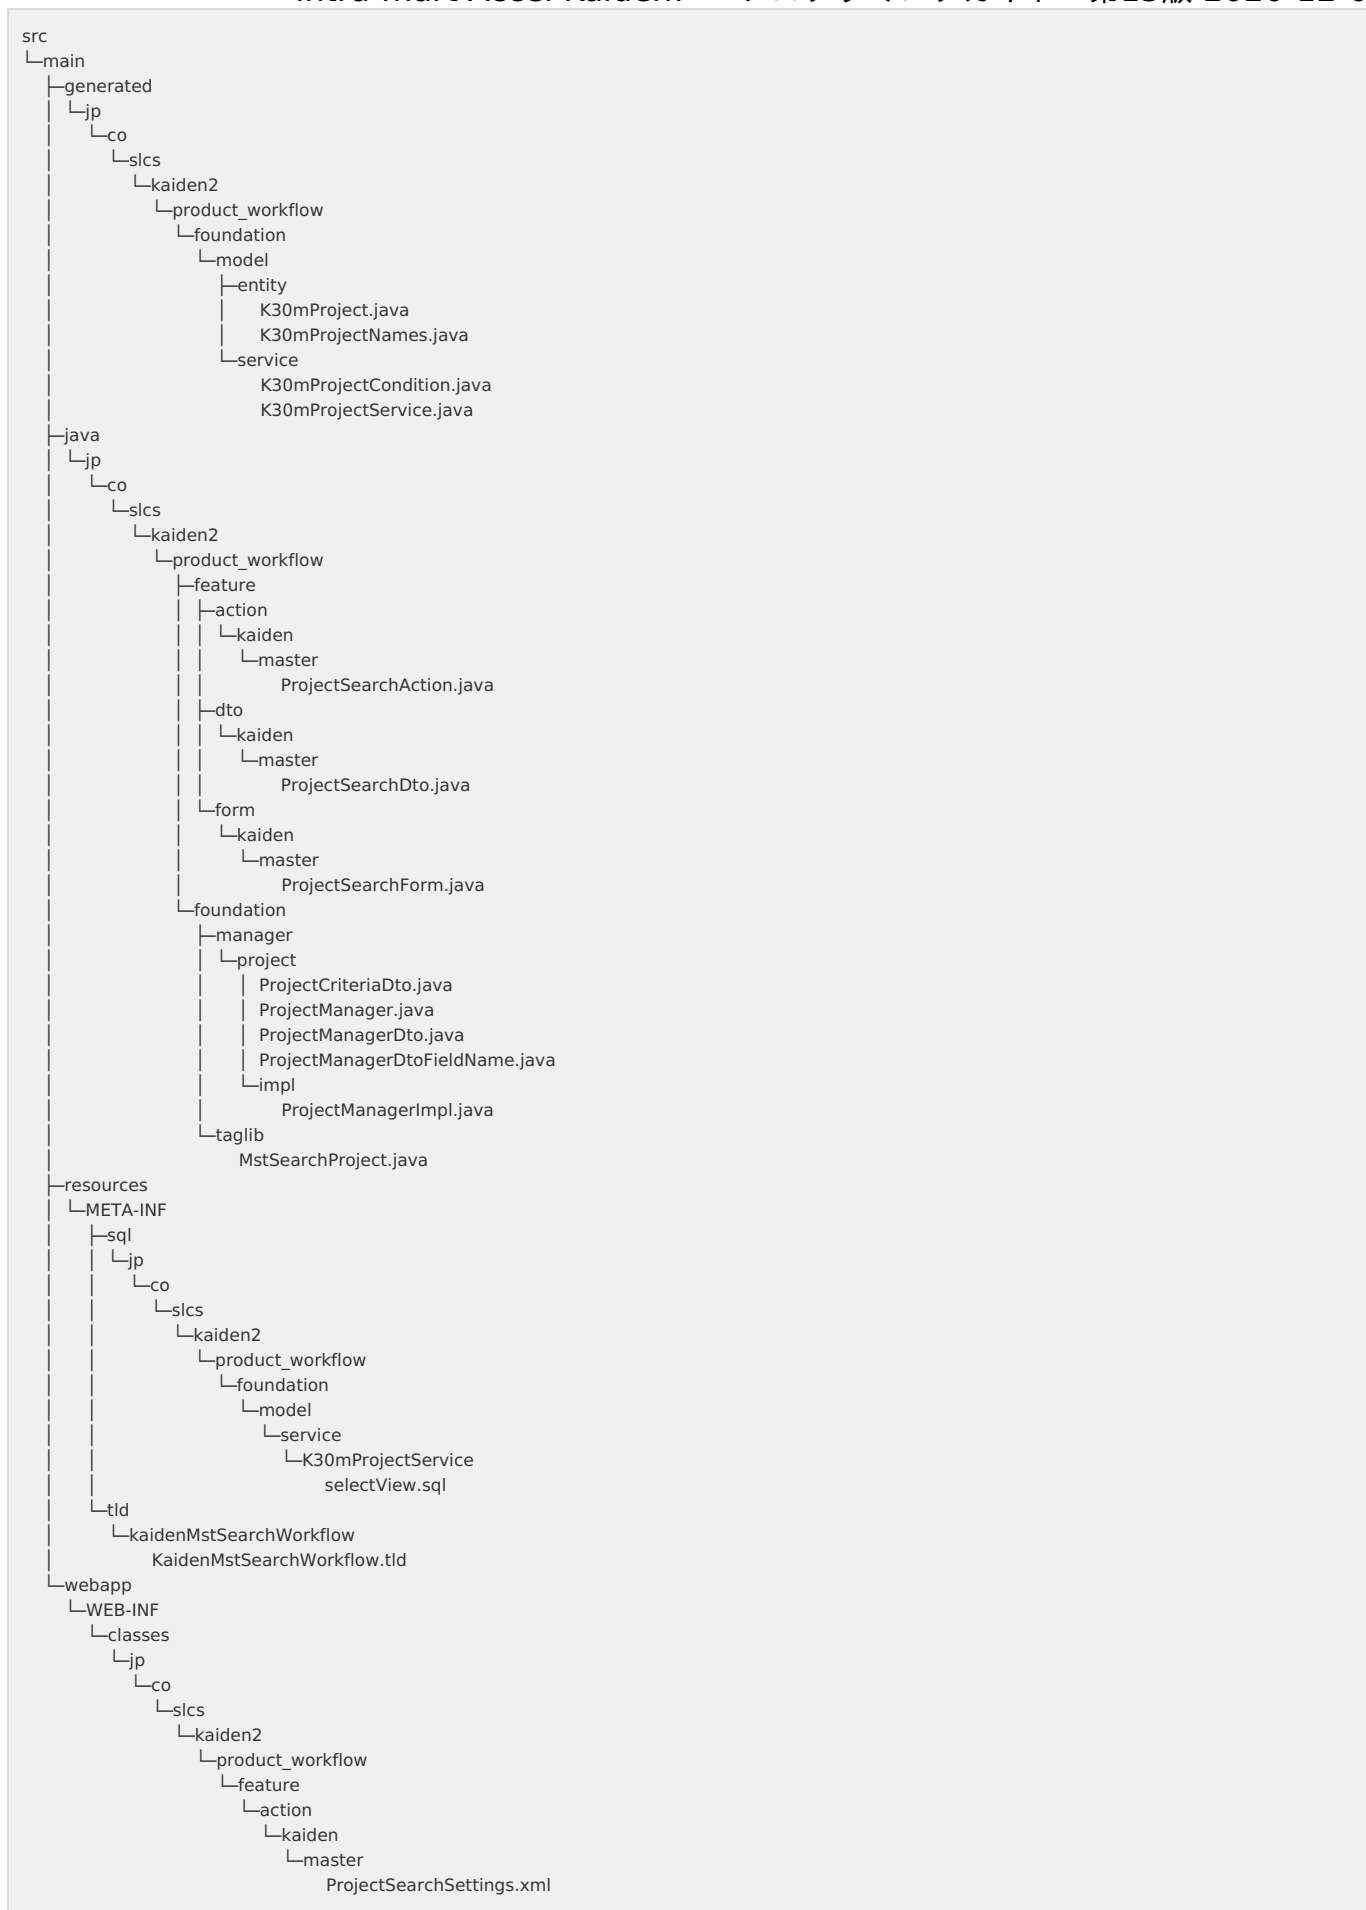 src
└─main
├─generated
│ └─jp
│ └─co
│ └─slcs
│ └─kaiden2
│ └─product_workflow
│ └─foundation
│ └─model
│ ├─entity
│ │ K30mProject.java
│ │ K30mProjectNames.java
│ └─service
│ K30mProjectCondition.java
│ K30mProjectService.java
├─java
│ └─jp
│ └─co
│ └─slcs
│ └─kaiden2
│ └─product_workflow
│ ├─feature
│ │ ├─action
│ │ │ └─kaiden
│ │ │ └─master
│ │ │ ProjectSearchAction.java
│ │ ├─dto
│ │ │ └─kaiden
│ │ │ └─master
│ │ │ ProjectSearchDto.java
│ │ └─form
│ │ └─kaiden
│ │ └─master
│ │ ProjectSearchForm.java
│ └─foundation
│ ├─manager
│ │ └─project
│ │ │ ProjectCriteriaDto.java
│ │ │ ProjectManager.java
│ │ │ ProjectManagerDto.java
│ │ │ ProjectManagerDtoFieldName.java
│ │ └─impl
│ │ ProjectManagerImpl.java
│ └─taglib
│ MstSearchProject.java
├─resources
│ └─META-INF
│ ├─sql
│ │ └─jp
│ │ └─co
│ │ └─slcs
│ │ └─kaiden2
│ │ └─product_workflow
│ │ └─foundation
│ │ └─model
│ │ └─service
│ │ └─K30mProjectService
│ │ selectView.sql
│ └─tld
│ └─kaidenMstSearchWorkflow
│ KaidenMstSearchWorkflow.tld
└─webapp
└─WEB-INF
└─classes
└─jp
└─co
└─slcs
└─kaiden2
└─product_workflow
└─feature
└─action
└─kaiden
└─master
ProjectSearchSettings.xml